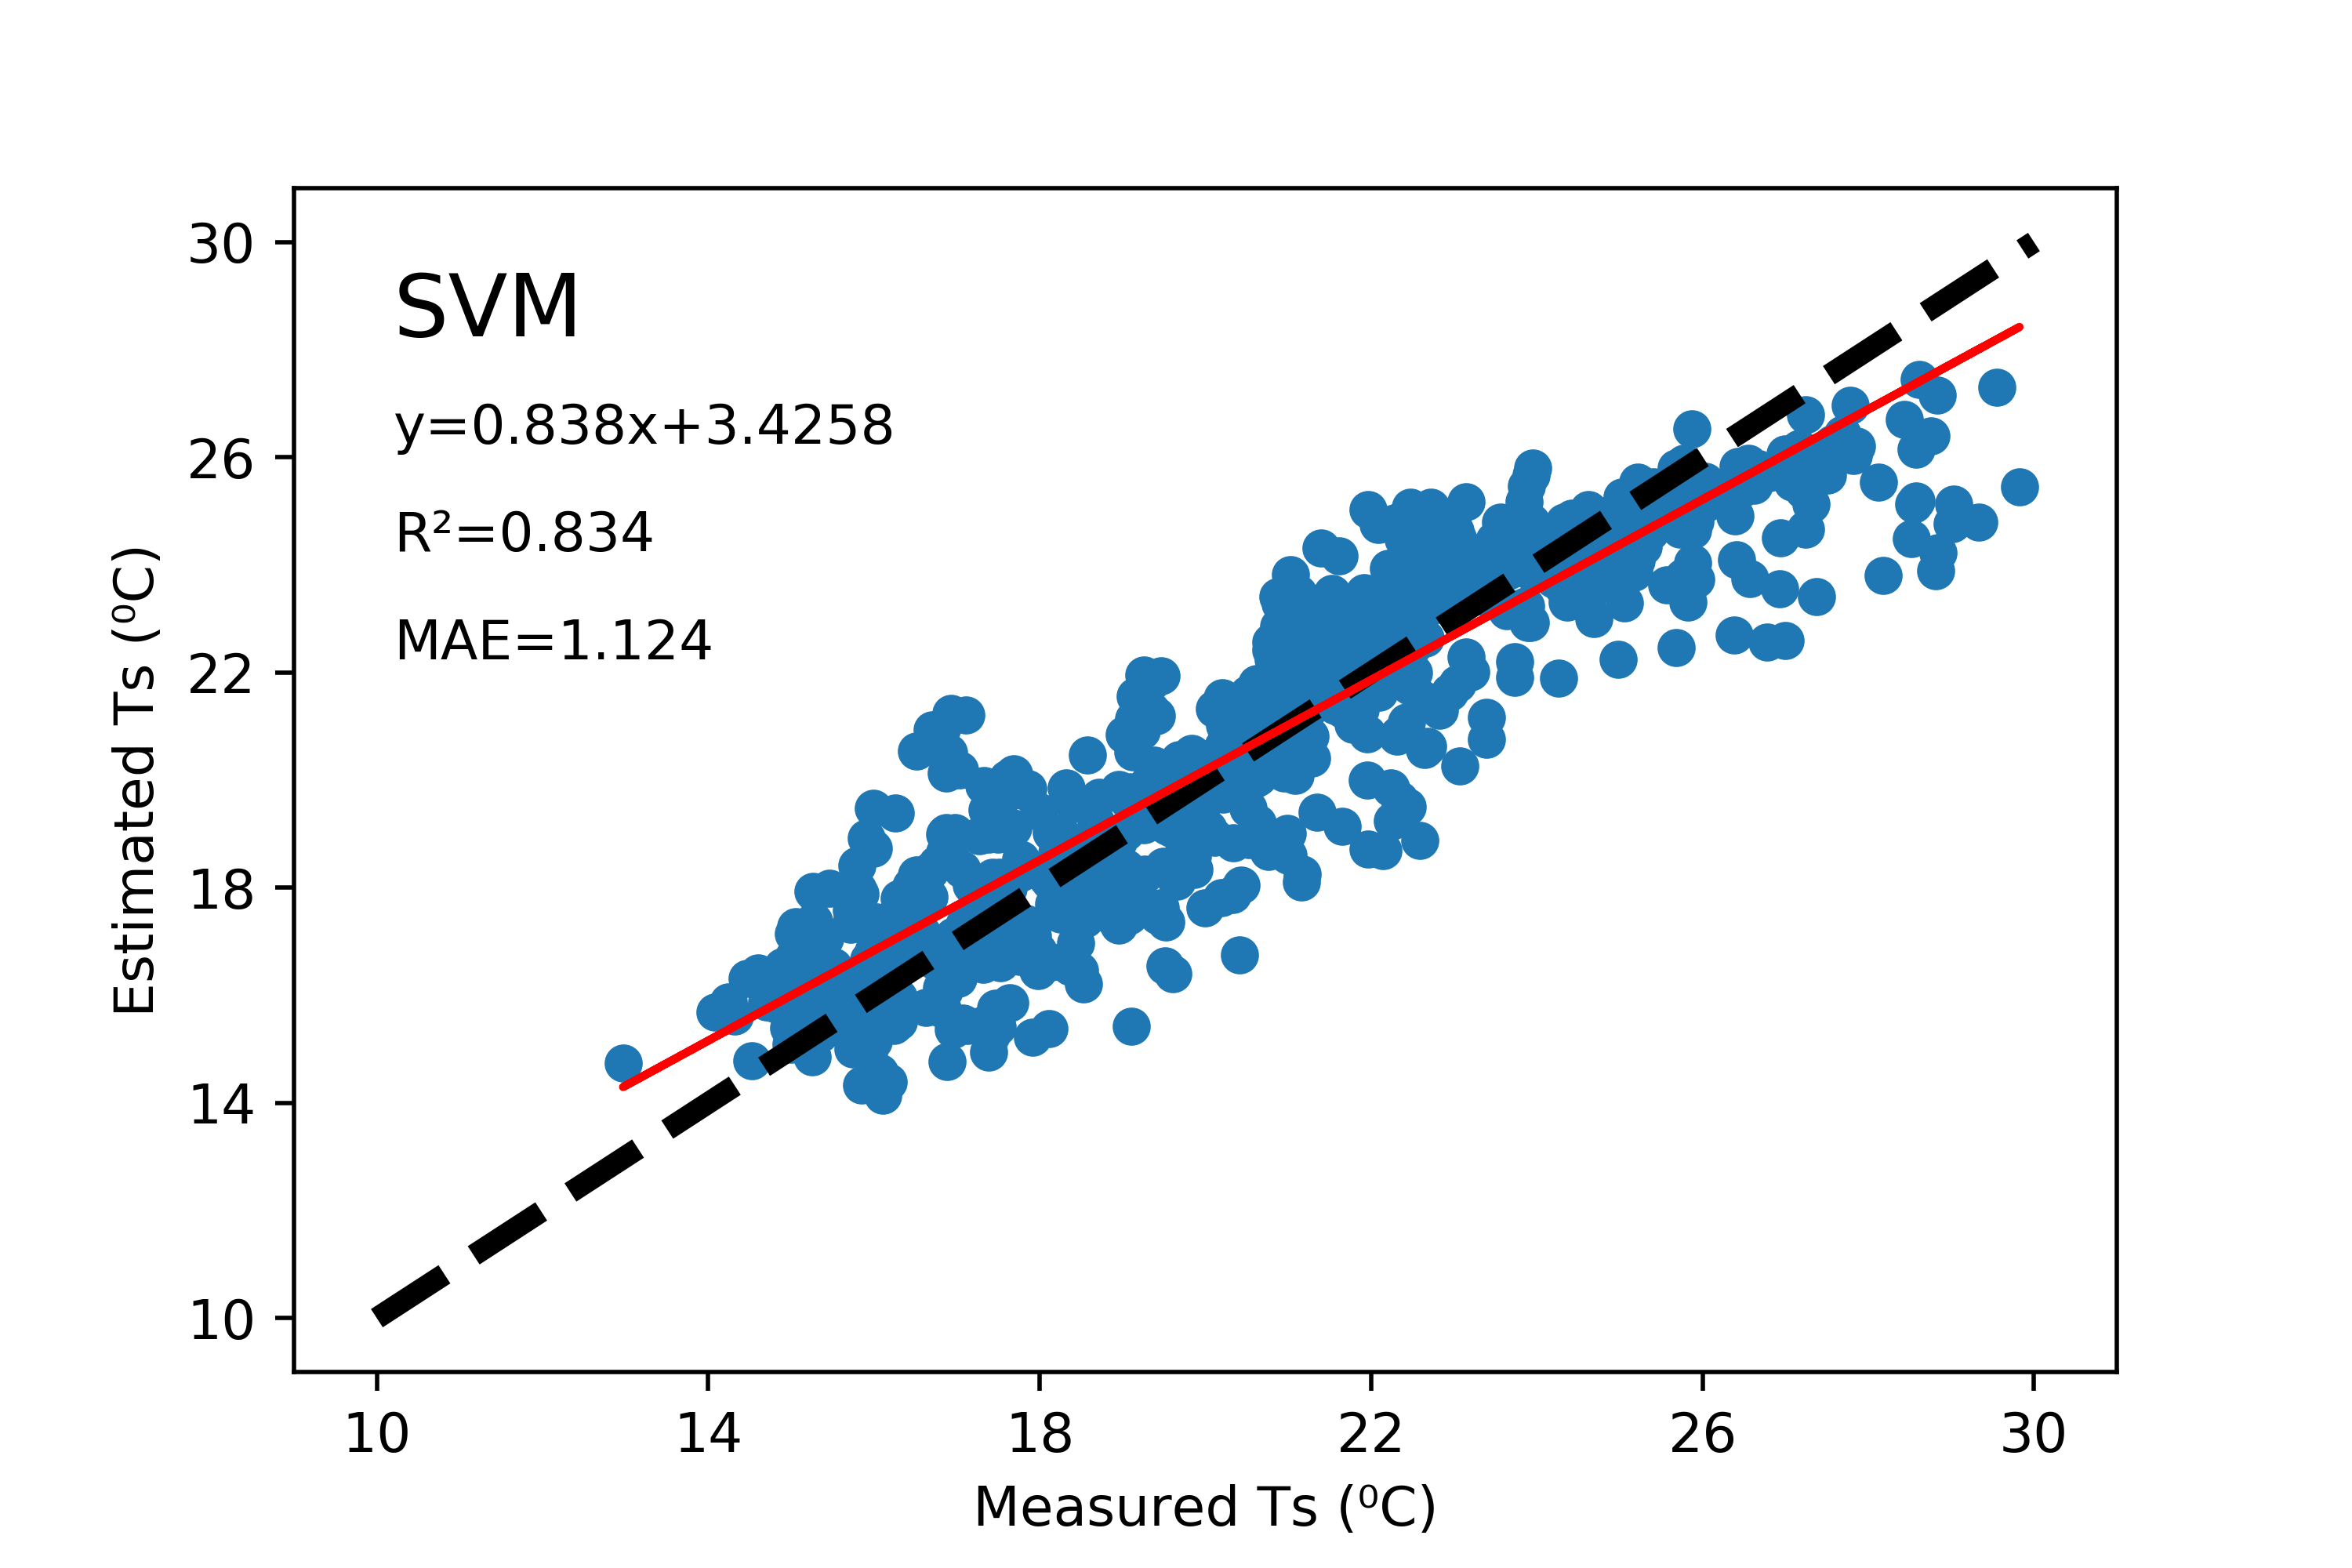 SVM
y=0.838x+3.4258
R²=0.834
MAE=1.124
Estimated Ts (⁰C)
30
26
22
18
14
10
10 14 18 22 26 30
Measured Ts (⁰C)